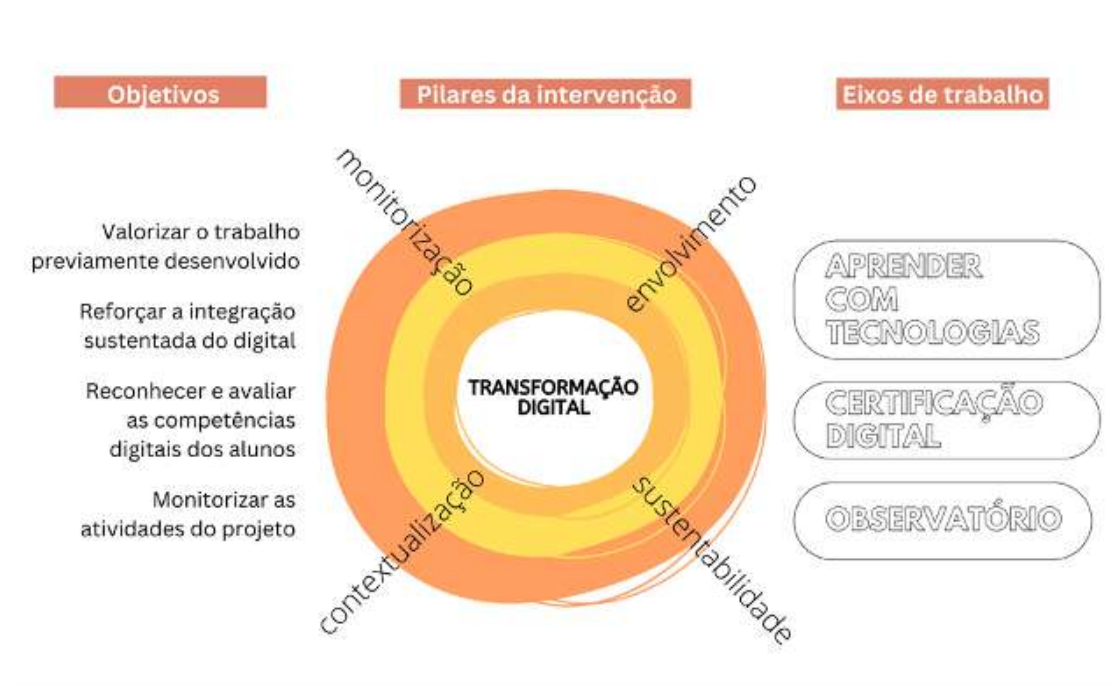 Objetivos
Pilares da intervenção
Eixos de trabalho
Valorizar o trabalho
previamente desenvolvido
Reforçar a integração
sustentada do digital
Reconhecer e avaliar
as competências
digitais dos alunos
Monitorizar as
atividades do projeto
monitorização
envolvimento
TRANSFORMAÇÃO
DIGITAL
contextualização
sustentabilidade
APRENDER
COM
TECNOLOGIAS
CERTIFICAÇÃO
DIGITAL
OBSERVATÓRIO